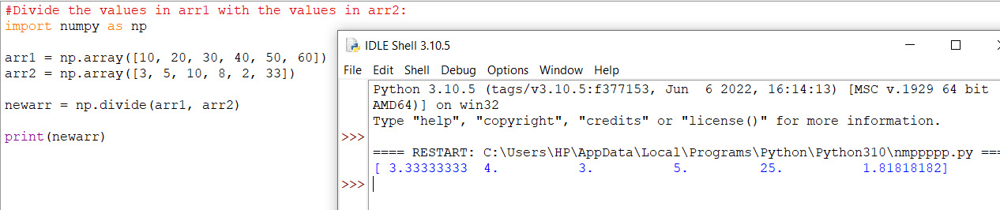 #Divide the values in arr1 with the values in arr2:
import numpy as np
arr1 = np.array([10, 20, 30, 40, 50, 60])
arr2 = np.array([3, 5, 10, 8, 2, 33])
newarr = np.divide(arr1, arr2)
print(newarr)
IDLE Shell 3.10.5
File Edit Shell Debug Options Window Help
Python 3.10.5 (tags/v3.10.5:f377153, Jun  6 2022, 16:14:13) [MSC v.1929 64 bit
AMD64)] on win32
Type "help", "copyright", "credits" or "license()" for more information.
>>>
==== RESTART: C:\Users\HP\AppData\Local\Programs\Python\Python310\nmppppp.py ===
[ 3.33333333  4.          3.          5.         25.          1.81818182]
>>>